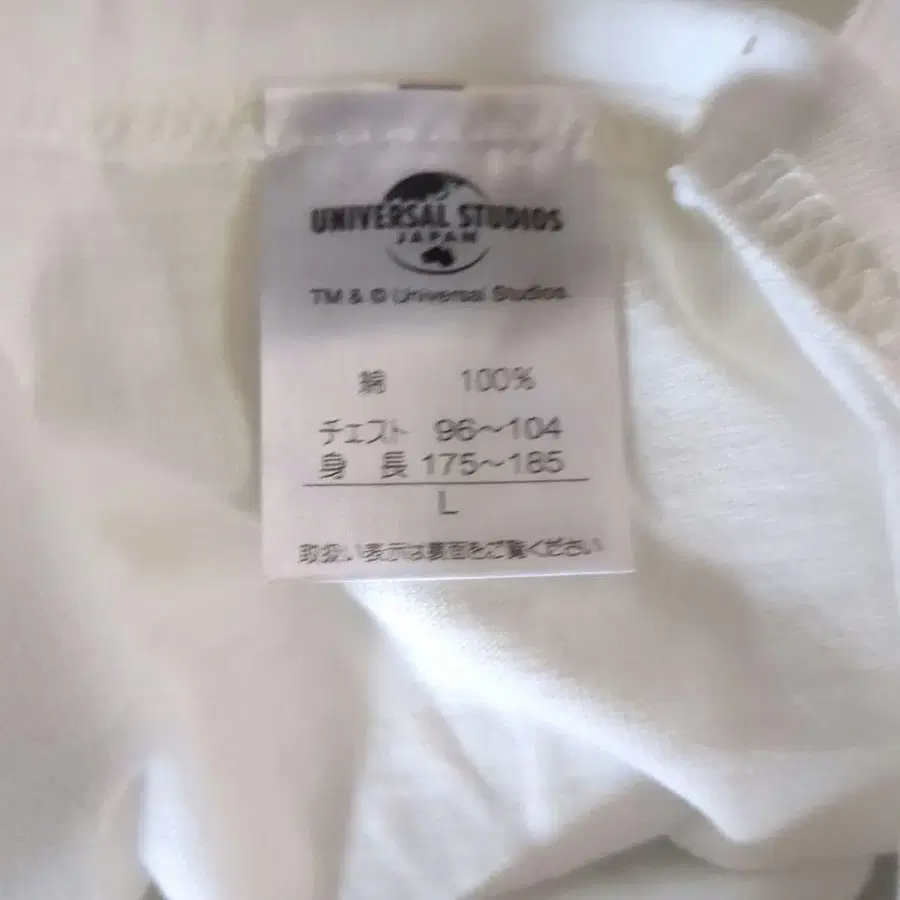 UNIVERSAL STUDIOS
JAPAN
TM & © Universal Studios.
綿 100%
チェスト 96〜104
身 長 175〜185
L
取扱い表示は裏面をご覧ください